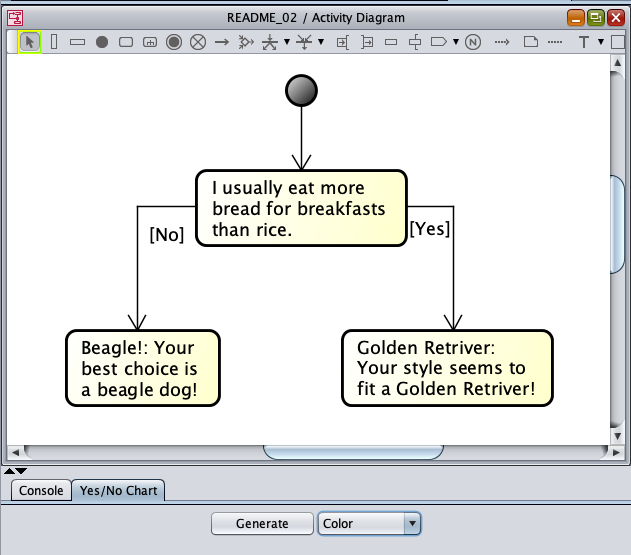 README_02 / Activity Diagram
N
T
I usually eat more
bread for breakfasts
than rice.
[No]
[Yes]
Beagle!: Your
best choice is
a beagle dog!
Golden Retriver:
Your style seems to
fit a Golden Retriver!
Console
Yes/No Chart
Generate
Color